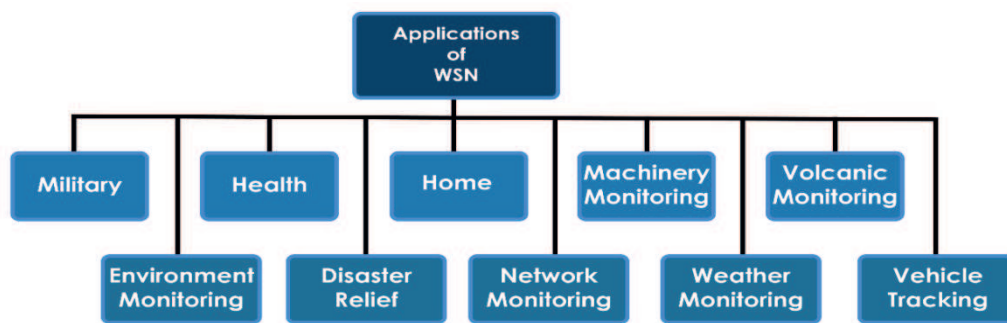 Applications
of
WSN
Military
Health
Home
Machinery
Monitoring
Volcanic
Monitoring
Environment
Monitoring
Disaster
Relief
Network
Monitoring
Weather
Monitoring
Vehicle
Tracking